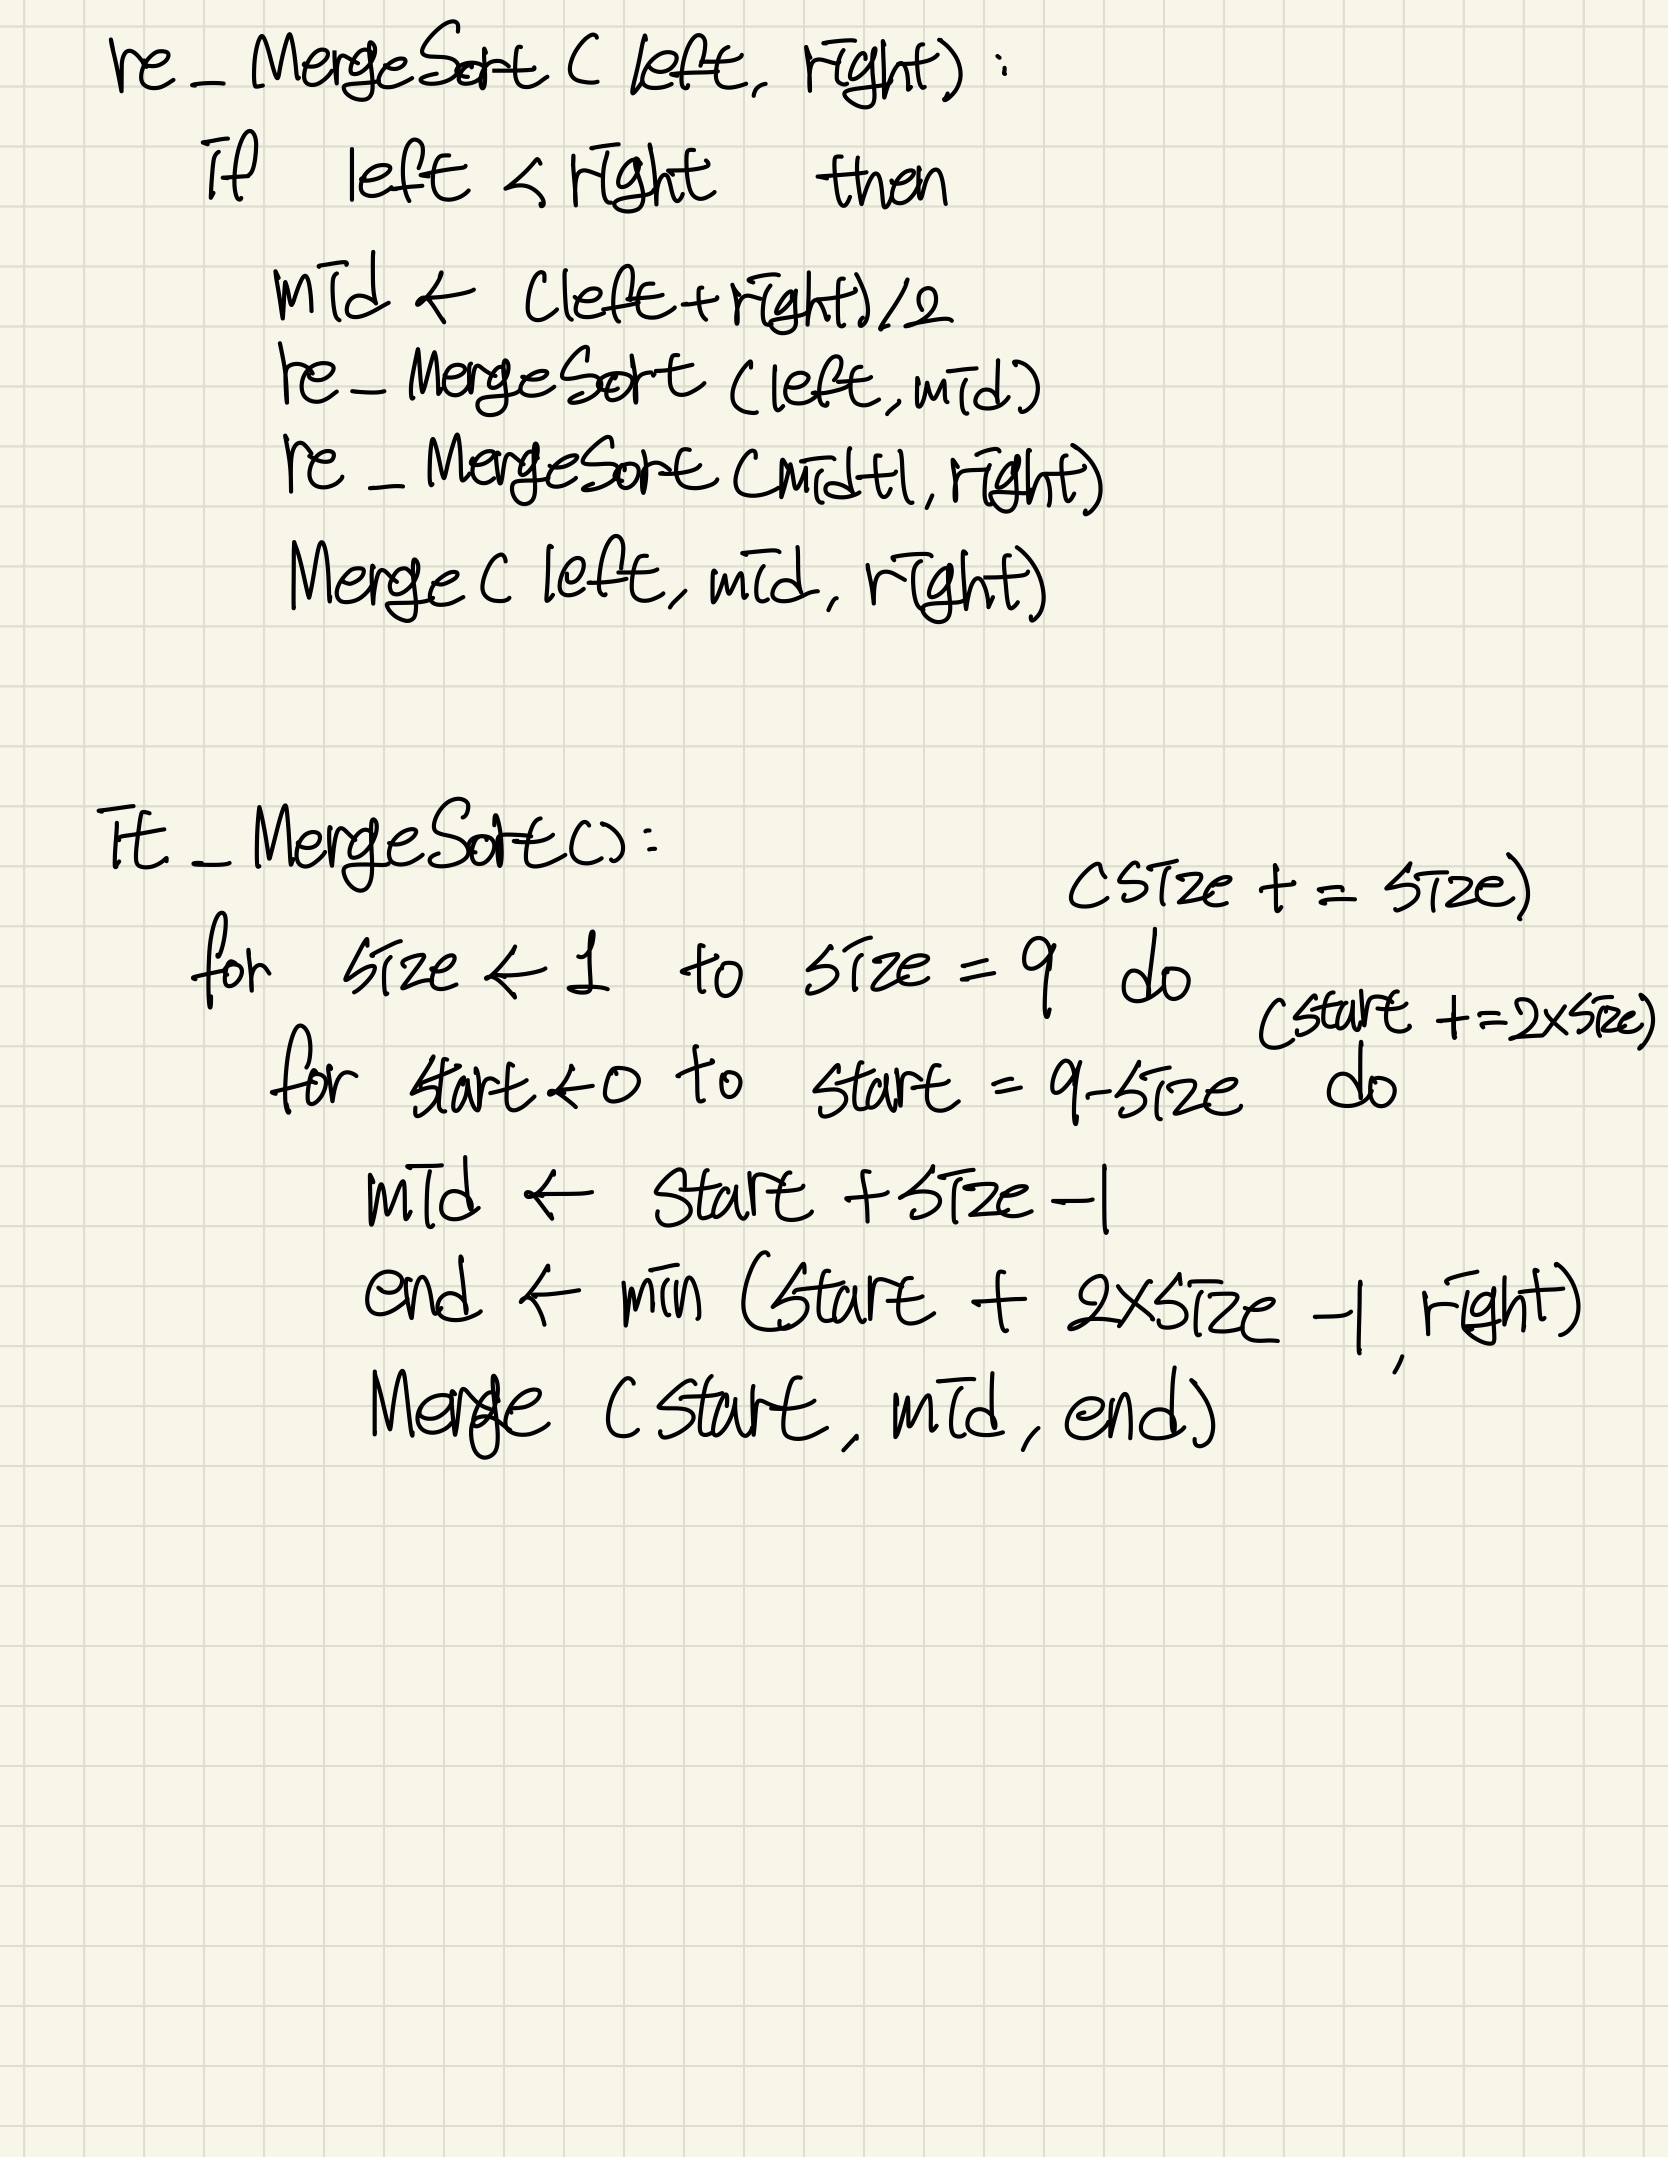 re_MergeSort(left, right):
if left < right then
mid ← (left+right)/2
re_MergeSort(left, mid)
re_MergeSort(mid+1, right)
Merge(left, mid, right)
It_MergeSort():
(size += size)
for size ← 1 to size = 9 do
(start += 2×size)
for start ← 0 to start = 9-size do
mid ← start + size - 1
end ← min (start + 2×size - 1, right)
Merge (start, mid, end)